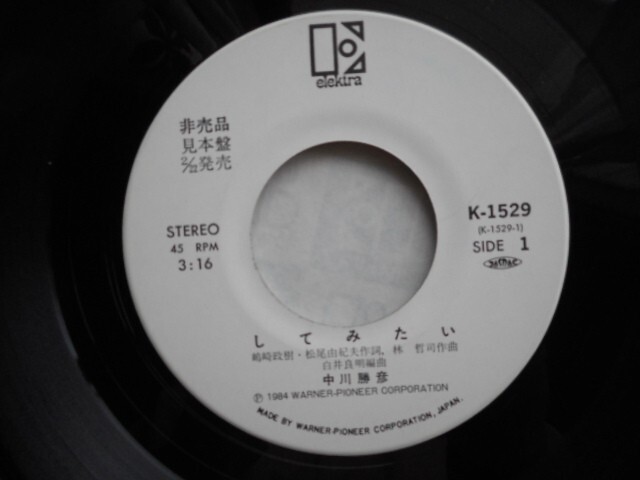 elektra
非売品
見本盤
2/22発売
STEREO
45 RPM
3:16
K-1529
(K-1529-1)
SIDE 1
してみたい
嶋崎政樹・松尾由紀夫作詞, 林 哲司作曲
白井良明編曲
中川勝彦
Ⓟ 1984 WARNER-PIONEER CORPORATION
MADE BY WARNER-PIONEER CORPORATION, JAPAN.